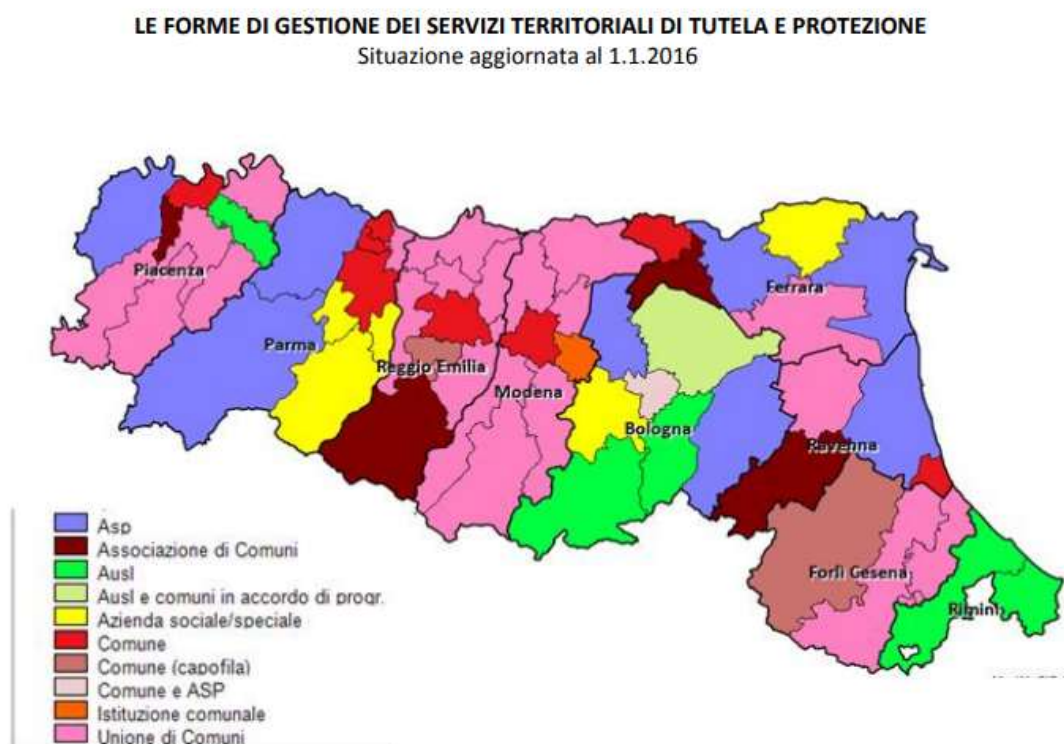 LE FORME DI GESTIONE DEI SERVIZI TERRITORIALI DI TUTELA E PROTEZIONE
Situazione aggiornata al 1.1.2016
Piacenza
Parma
Reggio Emilia
Modena
Bologna
Ferrara
Ravenna
Forlì Cesena
Rimini
Asp
Associazione di Comuni
Ausl
Ausl e comuni in accordo di progr.
Azienda sociale/speciale
Comune
Comune (capofila)
Comune e ASP
Istituzione comunale
Unione di Comuni